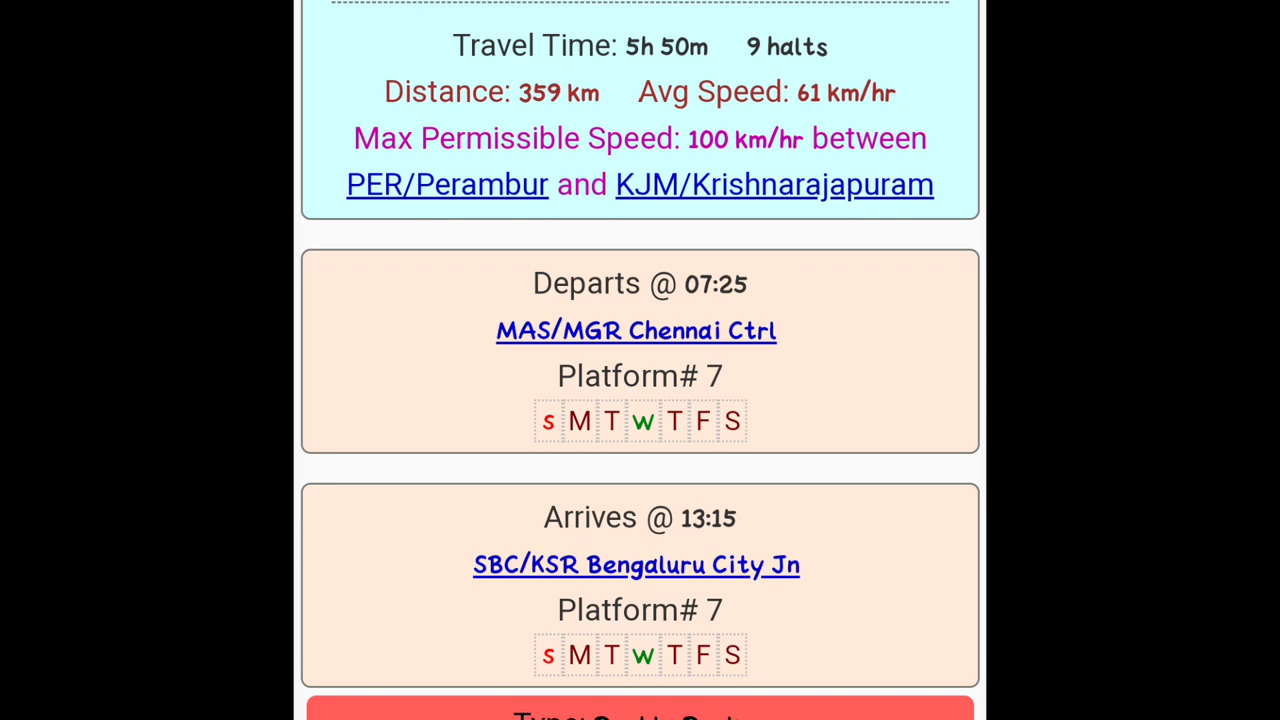 Travel Time: 5h 50m 9 halts
Distance: 359 km Avg Speed: 61 km/hr
Max Permissible Speed: 100 km/hr between
PER/Perambur and KJM/Krishnarajapuram
Departs @ 07:25
MAS/MGR Chennai Ctrl
Platform# 7
S M T W T F S
Arrives @ 13:15
SBC/KSR Bengaluru City Jn
Platform# 7
S M T W T F S
Type: